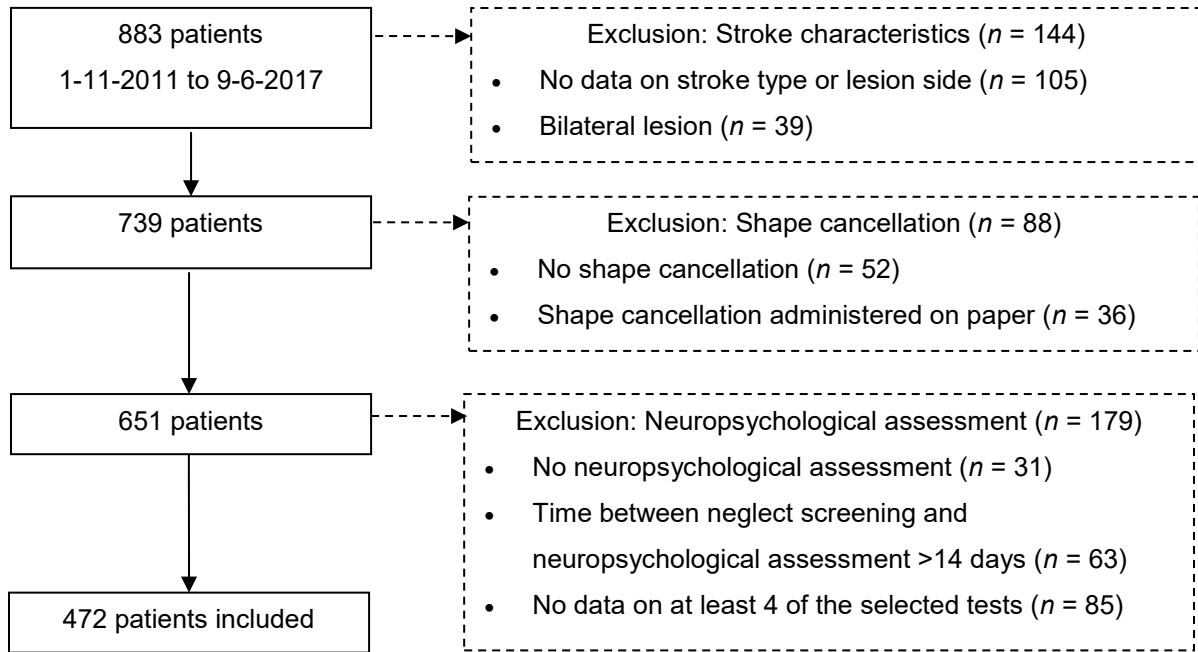 883 patients
1-11-2011 to 9-6-2017
Exclusion: Stroke characteristics (n = 144)
• No data on stroke type or lesion side (n = 105)
• Bilateral lesion (n = 39)
739 patients
Exclusion: Shape cancellation (n = 88)
• No shape cancellation (n = 52)
• Shape cancellation administered on paper (n = 36)
651 patients
Exclusion: Neuropsychological assessment (n = 179)
• No neuropsychological assessment (n = 31)
• Time between neglect screening and
neuropsychological assessment >14 days (n = 63)
• No data on at least 4 of the selected tests (n = 85)
472 patients included